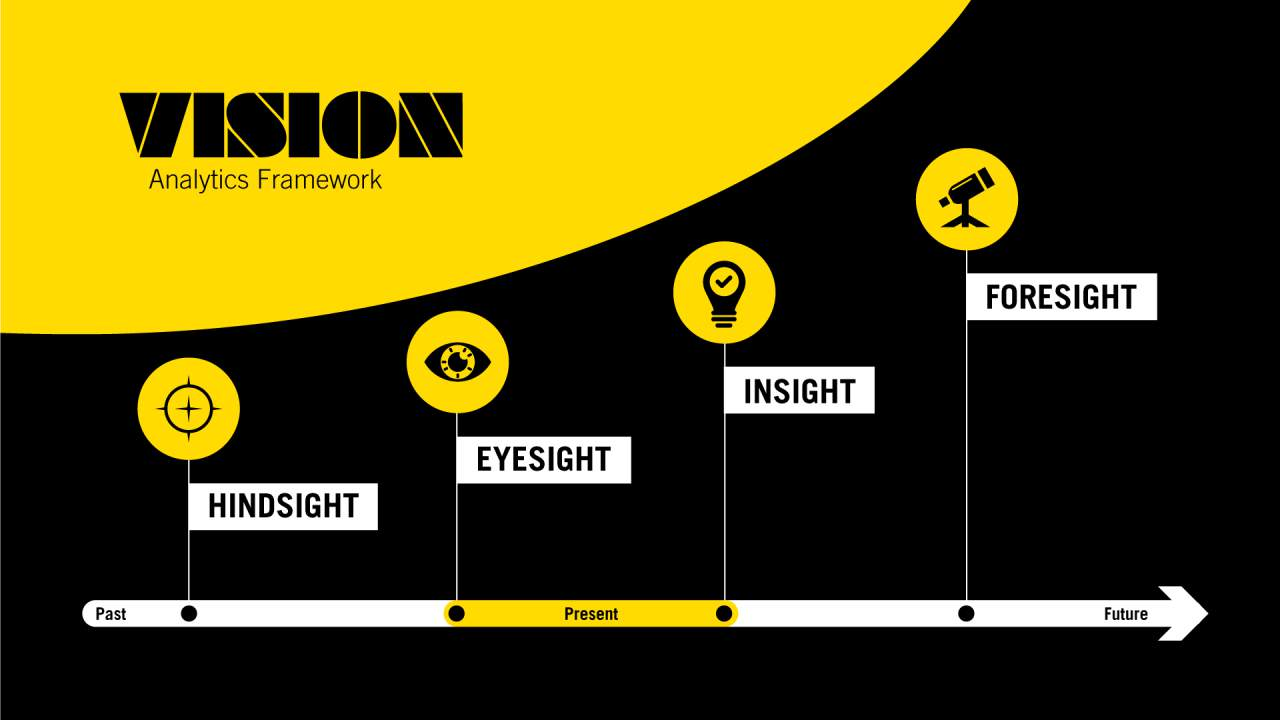 VISION
Analytics Framework
FORESIGHT
INSIGHT
EYESIGHT
HINDSIGHT
Past
Present
Future